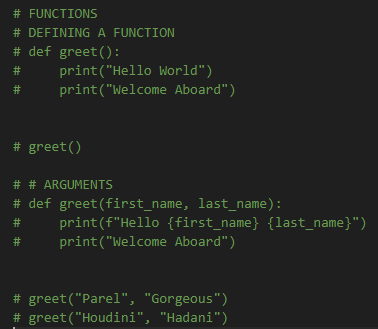 # FUNCTIONS
# DEFINING A FUNCTION
# def greet():
#     print("Hello World")
#     print("Welcome Aboard")
# greet()
# # ARGUMENTS
# def greet(first_name, last_name):
#     print(f"Hello {first_name} {last_name}")
#     print("Welcome Aboard")
# greet("Parel", "Gorgeous")
# greet("Houdini", "Hadani")